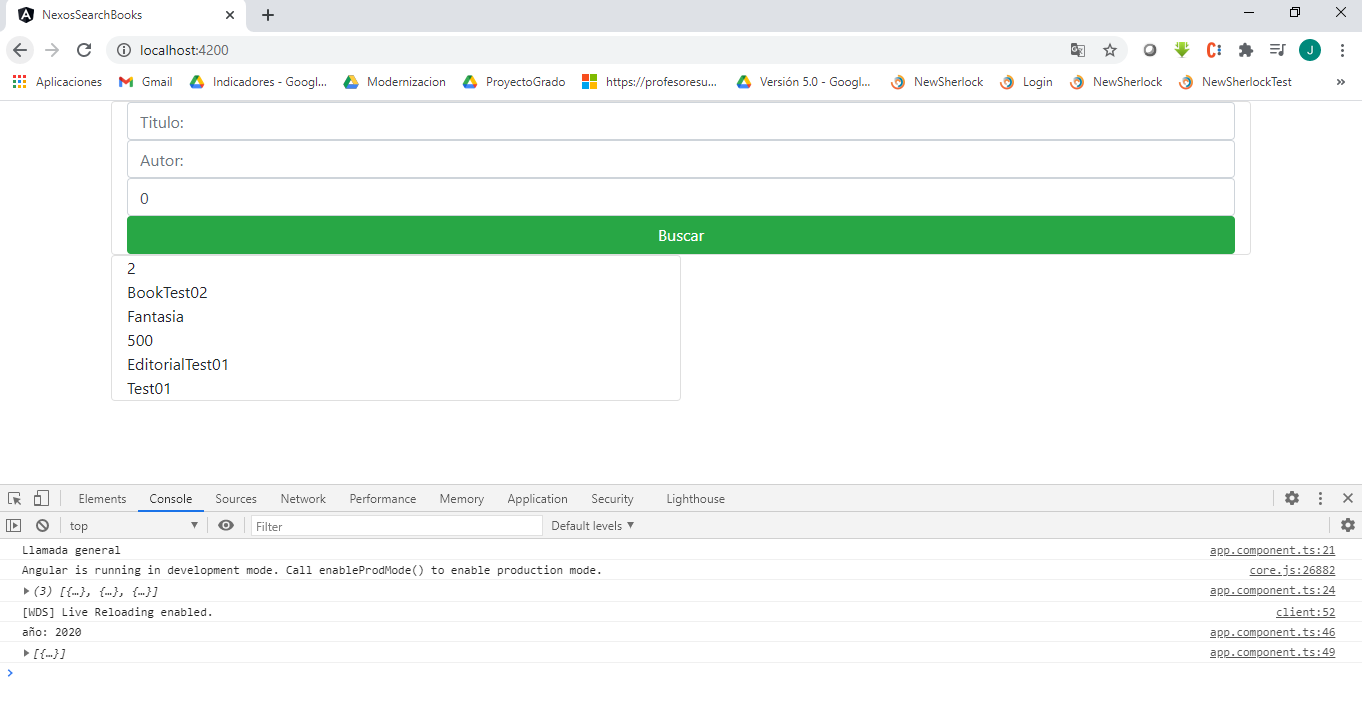 NexosSearchBooks
localhost:4200
J
Aplicaciones Gmail Indicadores - Googl... Modernizacion ProyectoGrado https://profesoresu... Versión 5.0 - Googl... NewSherlock Login NewSherlock NewSherlockTest »
Titulo:
Autor:
0
Buscar
2
BookTest02
Fantasia
500
EditorialTest01
Test01
Elements Console Sources Network Performance Memory Application Security Lighthouse
top Filter Default levels
Llamada general app.component.ts:21
Angular is running in development mode. Call enableProdMode() to enable production mode. core.js:26882
(3) [{…}, {…}, {…}] app.component.ts:24
[WDS] Live Reloading enabled. client:52
año: 2020 app.component.ts:46
[{…}] app.component.ts:49